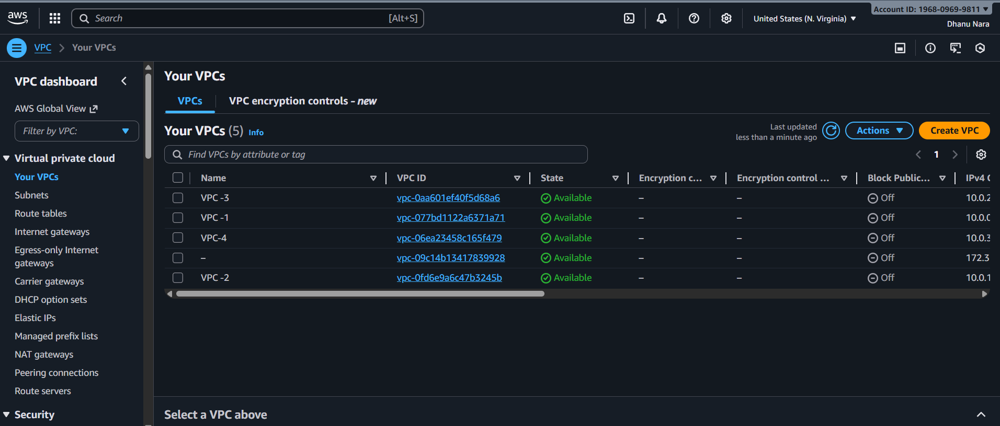 aws
Search [Alt+S]
United States (N. Virginia)
Account ID: 1968-0969-9811
Dhanu Nara
VPC > Your VPCs
VPC dashboard
AWS Global View
Filter by VPC:
Virtual private cloud
Your VPCs
Subnets
Route tables
Internet gateways
Egress-only Internet
gateways
Carrier gateways
DHCP option sets
Elastic IPs
Managed prefix lists
NAT gateways
Peering connections
Route servers
Security
Your VPCs
VPCs VPC encryption controls - new
Your VPCs (5) Info
Last updated
less than a minute ago
Actions
Create VPC
Find VPCs by attribute or tag
1
Name VPC ID State Encryption c... Encryption control ... Block Public... IPv4 C
VPC -3 vpc-0aa601ef40f5d68a6 Available – – Off 10.0.2
VPC -1 vpc-077bd1122a6371a71 Available – – Off 10.0.0
VPC-4 vpc-06ea23458c165f479 Available – – Off 10.0.3
– vpc-09c14b13417839928 Available – – Off 172.3
VPC -2 vpc-0fd6e9a6c47b3245b Available – – Off 10.0.1
Select a VPC above